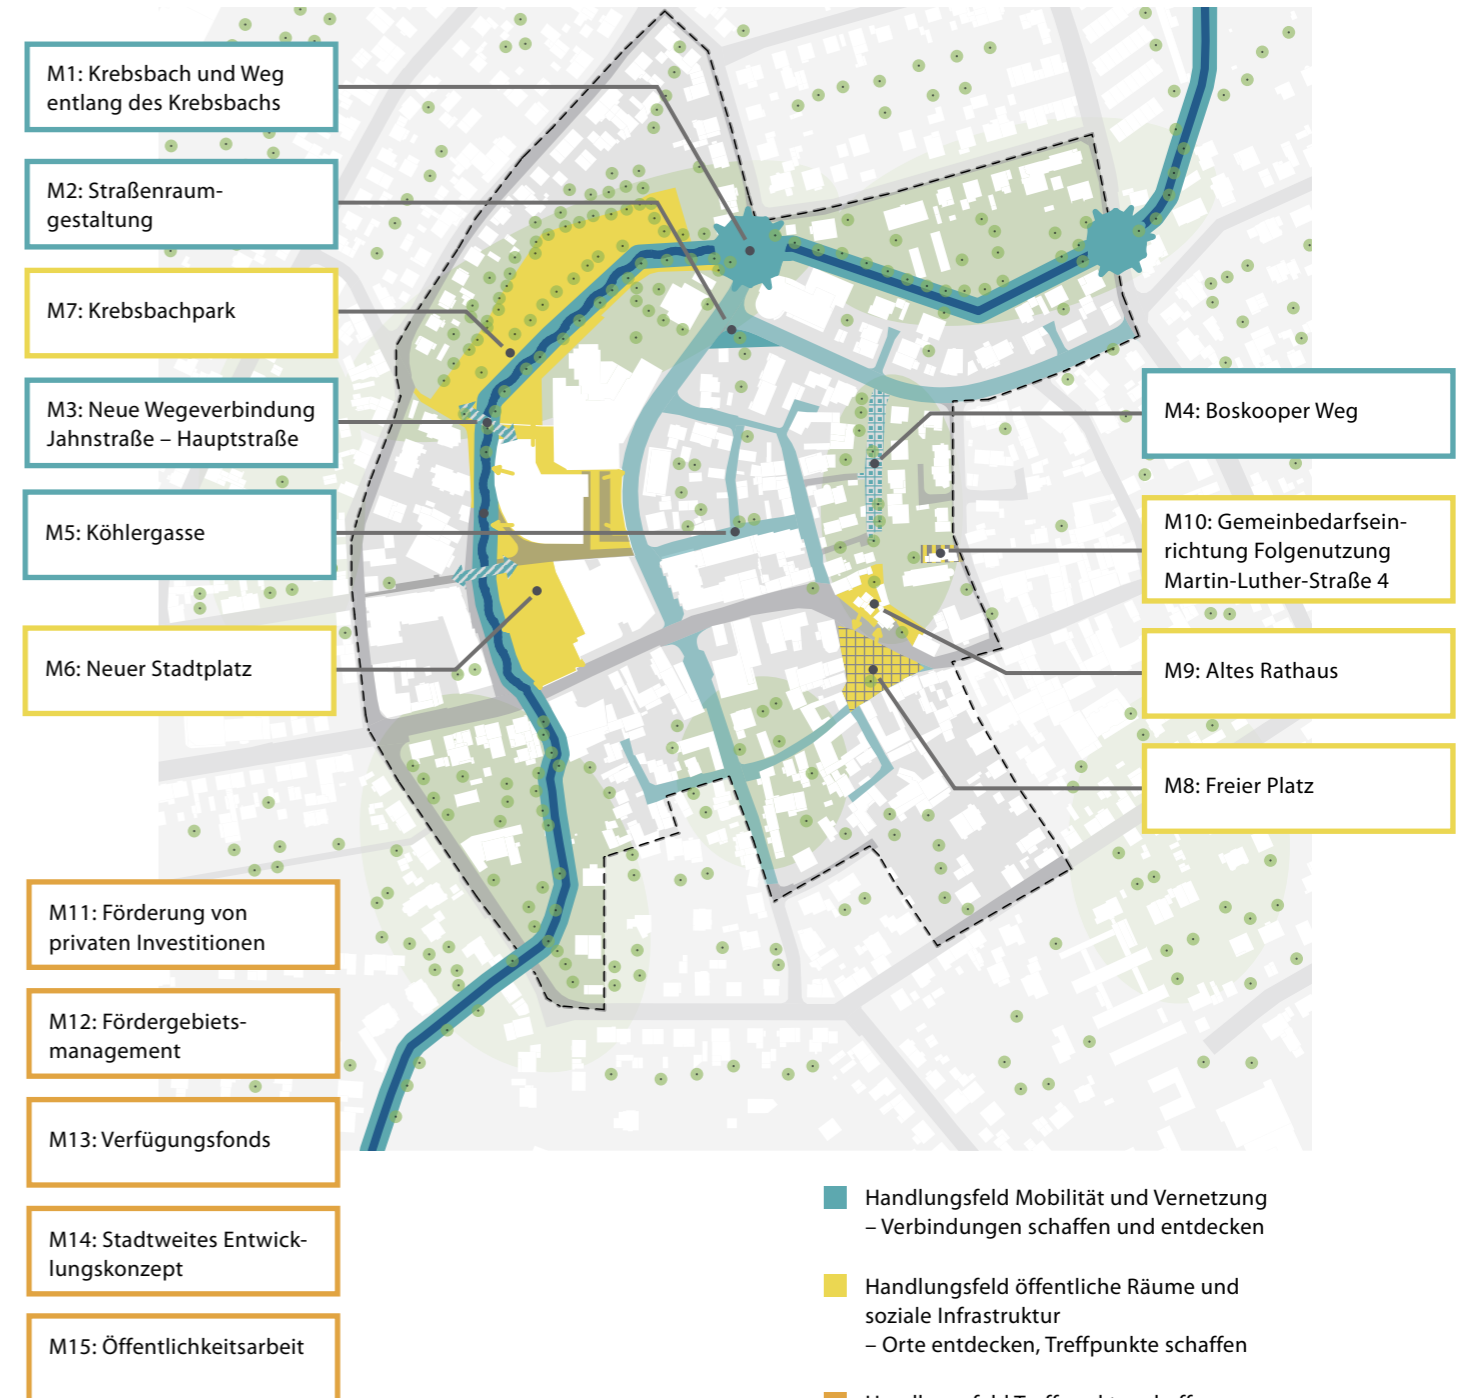 M1: Krebsbach und Weg
entlang des Krebsbachs
M2: Straßenraum-
gestaltung
M7: Krebsbachpark
M3: Neue Wegeverbindung
Jahnstraße – Hauptstraße
M5: Köhlergasse
M6: Neuer Stadtplatz
M4: Boskooper Weg
M10: Gemeinbedarfsein-
richtung Folgenutzung
Martin-Luther-Straße 4
M9: Altes Rathaus
M8: Freier Platz
M11: Förderung von
privaten Investitionen
M12: Fördergebiets-
management
M13: Verfügungsfonds
M14: Stadtweites Entwick-
lungskonzept
M15: Öffentlichkeitsarbeit
Handlungsfeld Mobilität und Vernetzung
– Verbindungen schaffen und entdecken
Handlungsfeld öffentliche Räume und
soziale Infrastruktur
– Orte entdecken, Treffpunkte schaffen